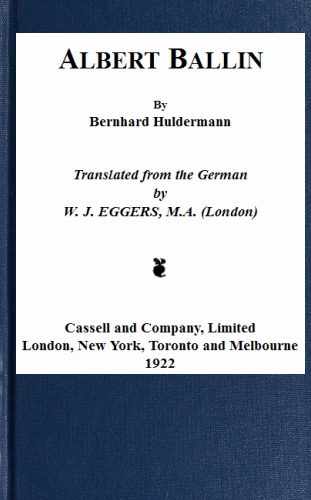 ALBERT BALLIN
By
Bernhard Huldermann
Translated from the German
by
W. J. EGGERS, M.A. (London)
Cassell and Company, Limited
London, New York, Toronto and Melbourne
1922